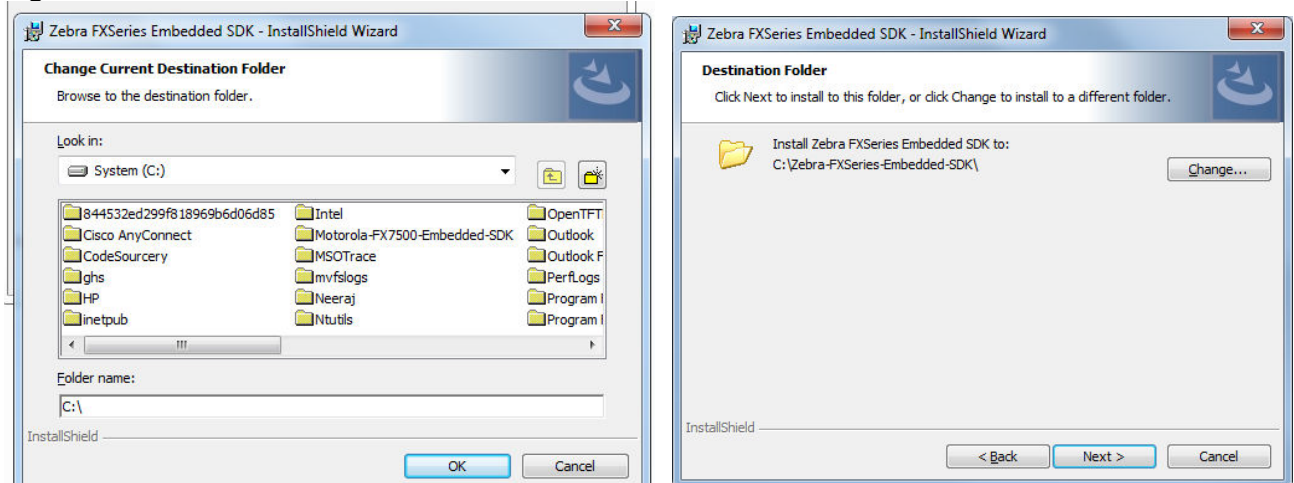 Zebra FXSeries Embedded SDK - InstallShield Wizard
Change Current Destination Folder
Browse to the destination folder.
Look in:
System (C:)
844532ed299f818969b6d06d85
Cisco AnyConnect
CodeSourcery
ghs
HP
inetpub
Intel
Motorola-FX7500-Embedded-SDK
MSOTrace
mvfslogs
Neeraj
Ntutils
OpenTFT
Outlook
Outlook F
PerfLogs
Program
Program
Folder name:
C:\
InstallShield
OK
Cancel
Zebra FXSeries Embedded SDK - InstallShield Wizard
Destination Folder
Click Next to install to this folder, or click Change to install to a different folder.
Install Zebra FXSeries Embedded SDK to:
C:\Zebra-FXSeries-Embedded-SDK\
Change...
InstallShield
< Back
Next >
Cancel